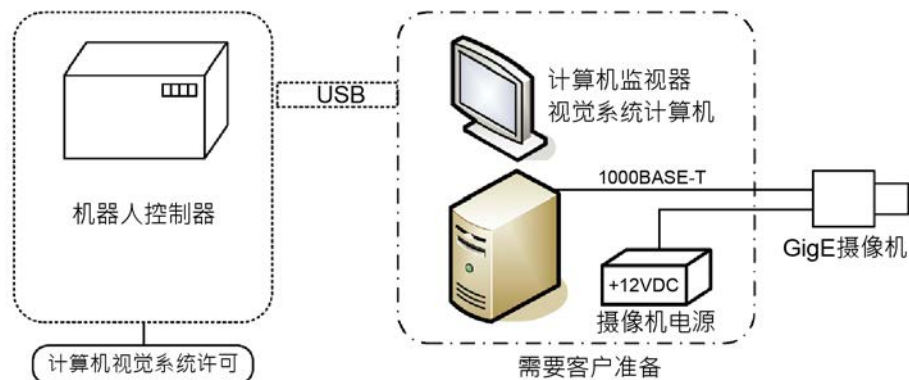 机器人控制器
计算机视觉系统许可
USB
计算机监视器
视觉系统计算机
1000BASE-T
+12VDC
摄像机电源
需要客户准备
GigE摄像机